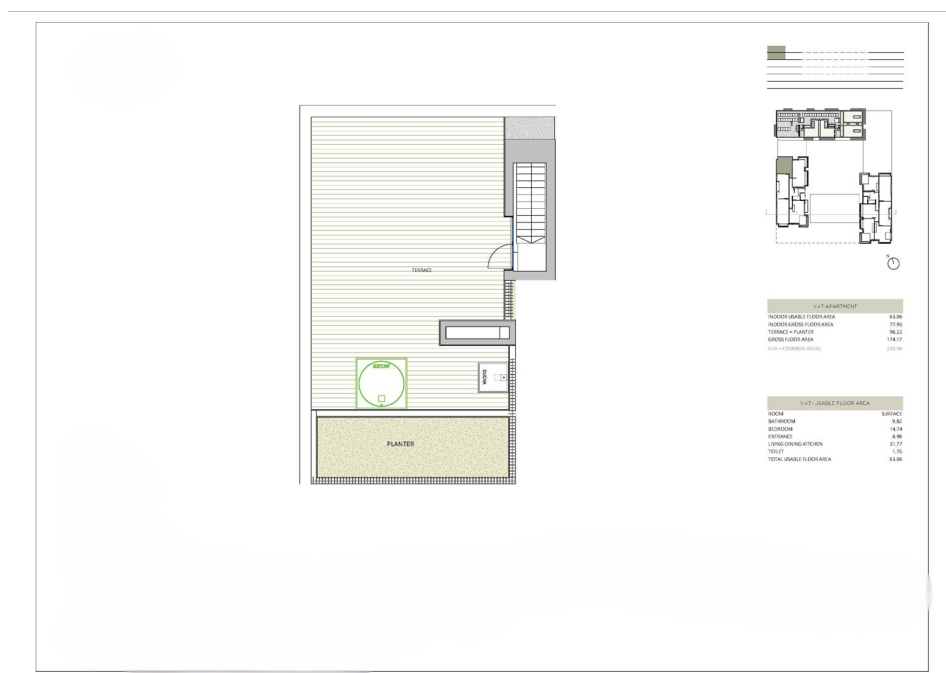 N
V.I.T APARTMENT
INDOOR USABLE FLOOR AREA 63.06
INDOOR GROSS FLOOR AREA 77.95
TERRACE + PLANTER 96.22
GROSS FLOOR AREA 174.17
TERRACE
V.I.T- USABLE FLOOR AREA
ROOM SURFACE
BATHROOM 9.82
BEDROOM 14.74
ENTRANCE 4.98
LIVING-DINING-KITCHEN 31.77
TOILET 1.75
TOTAL USABLE FLOOR AREA 63.06
PLANTER